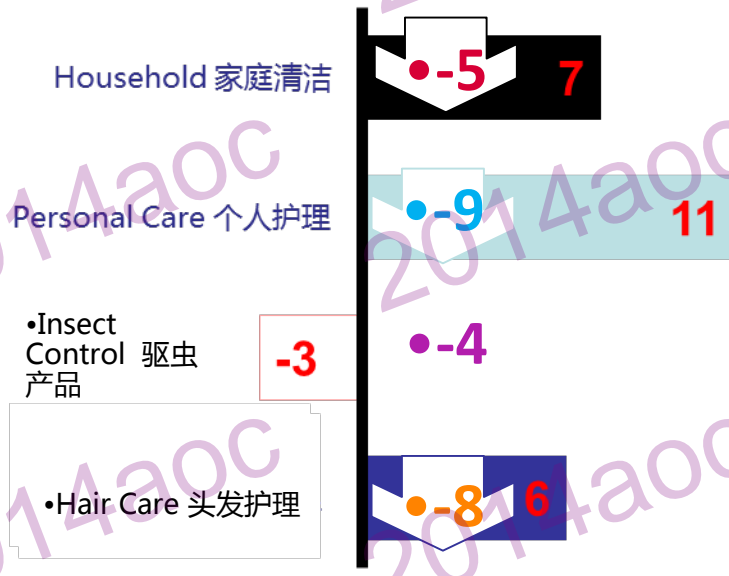 Household 家庭清洁
•-5
7
Personal Care 个人护理
•-9
11
•Insect
Control 驱虫
产品
-3
•-4
•Hair Care 头发护理
•-8
6
2014aoc
2014aoc
2014aoc
2014aoc